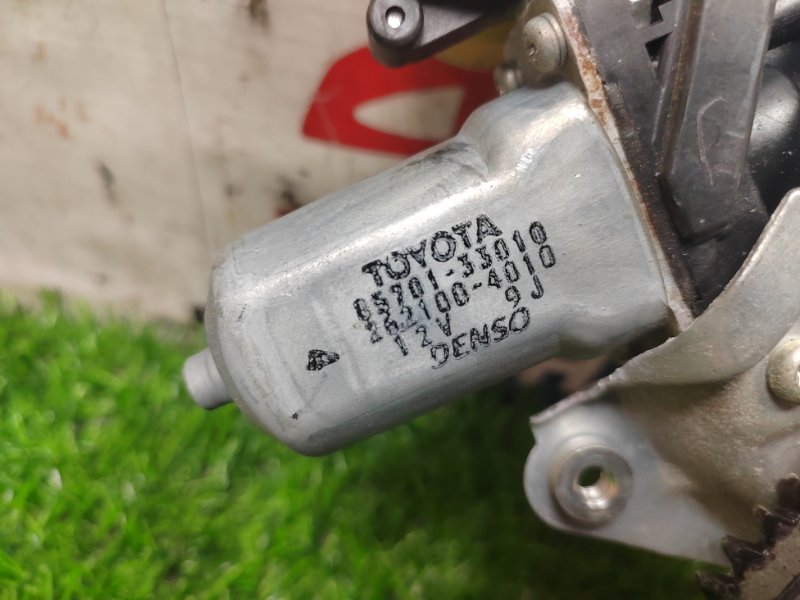 TOYOTA
85701-33010
262100-4010
12V 9J
DENSO